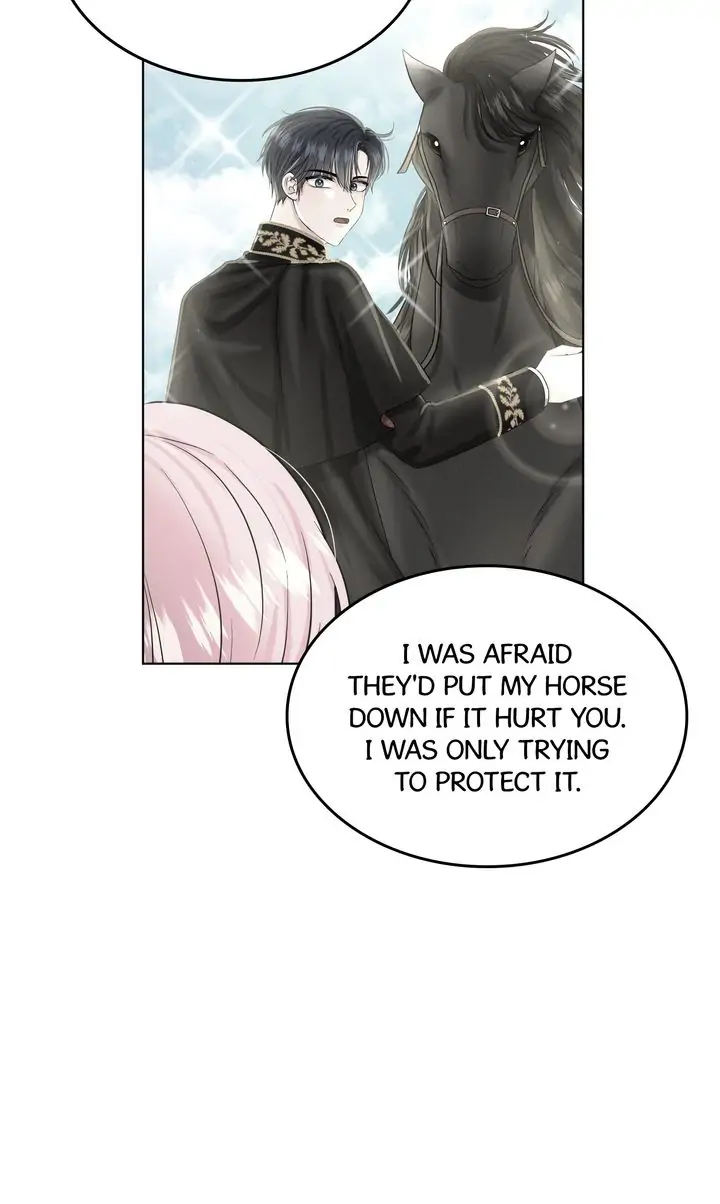 I WAS AFRAID
THEY'D PUT MY HORSE
DOWN IF IT HURT YOU.
I WAS ONLY TRYING
TO PROTECT IT.